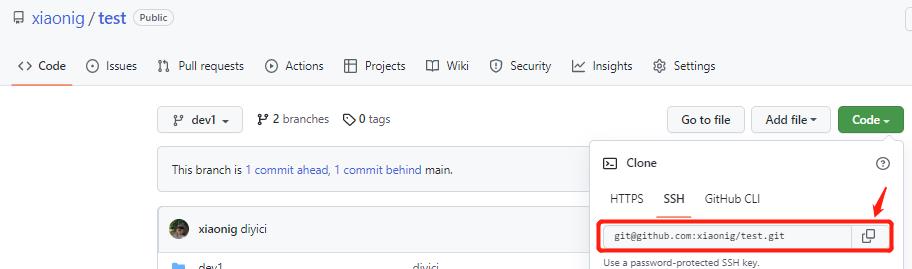 xiaonig / test Public
Code Issues Pull requests Actions Projects Wiki Security Insights Settings
dev1 2 branches 0 tags Go to file Add file Code
This branch is 1 commit ahead, 1 commit behind main.
Clone
HTTPS SSH GitHub CLI
xiaonig diyici
git@github.com:xiaonig/test.git
Use a password-protected SSH key.
dev1 diyici